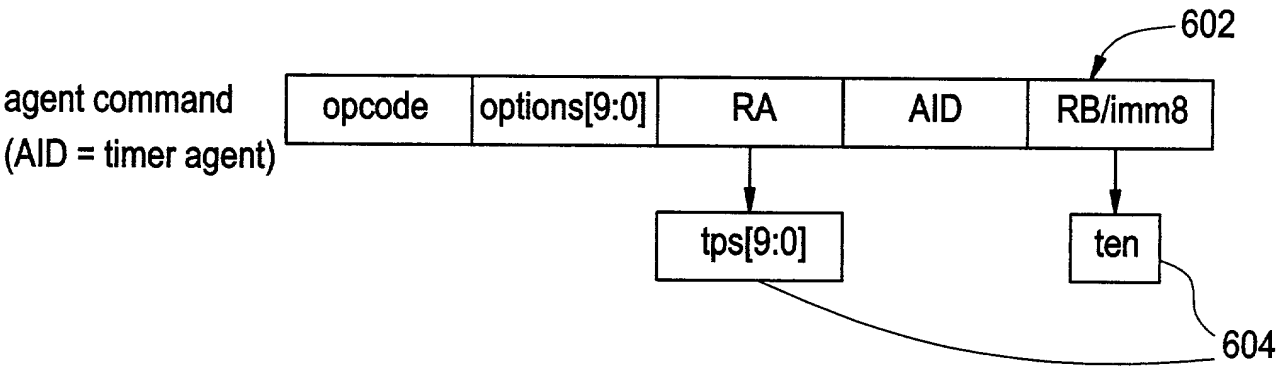 602
agent command
(AID = timer agent)
opcode
options[9:0]
RA
AID
RB/imm8
tps[9:0]
ten
604